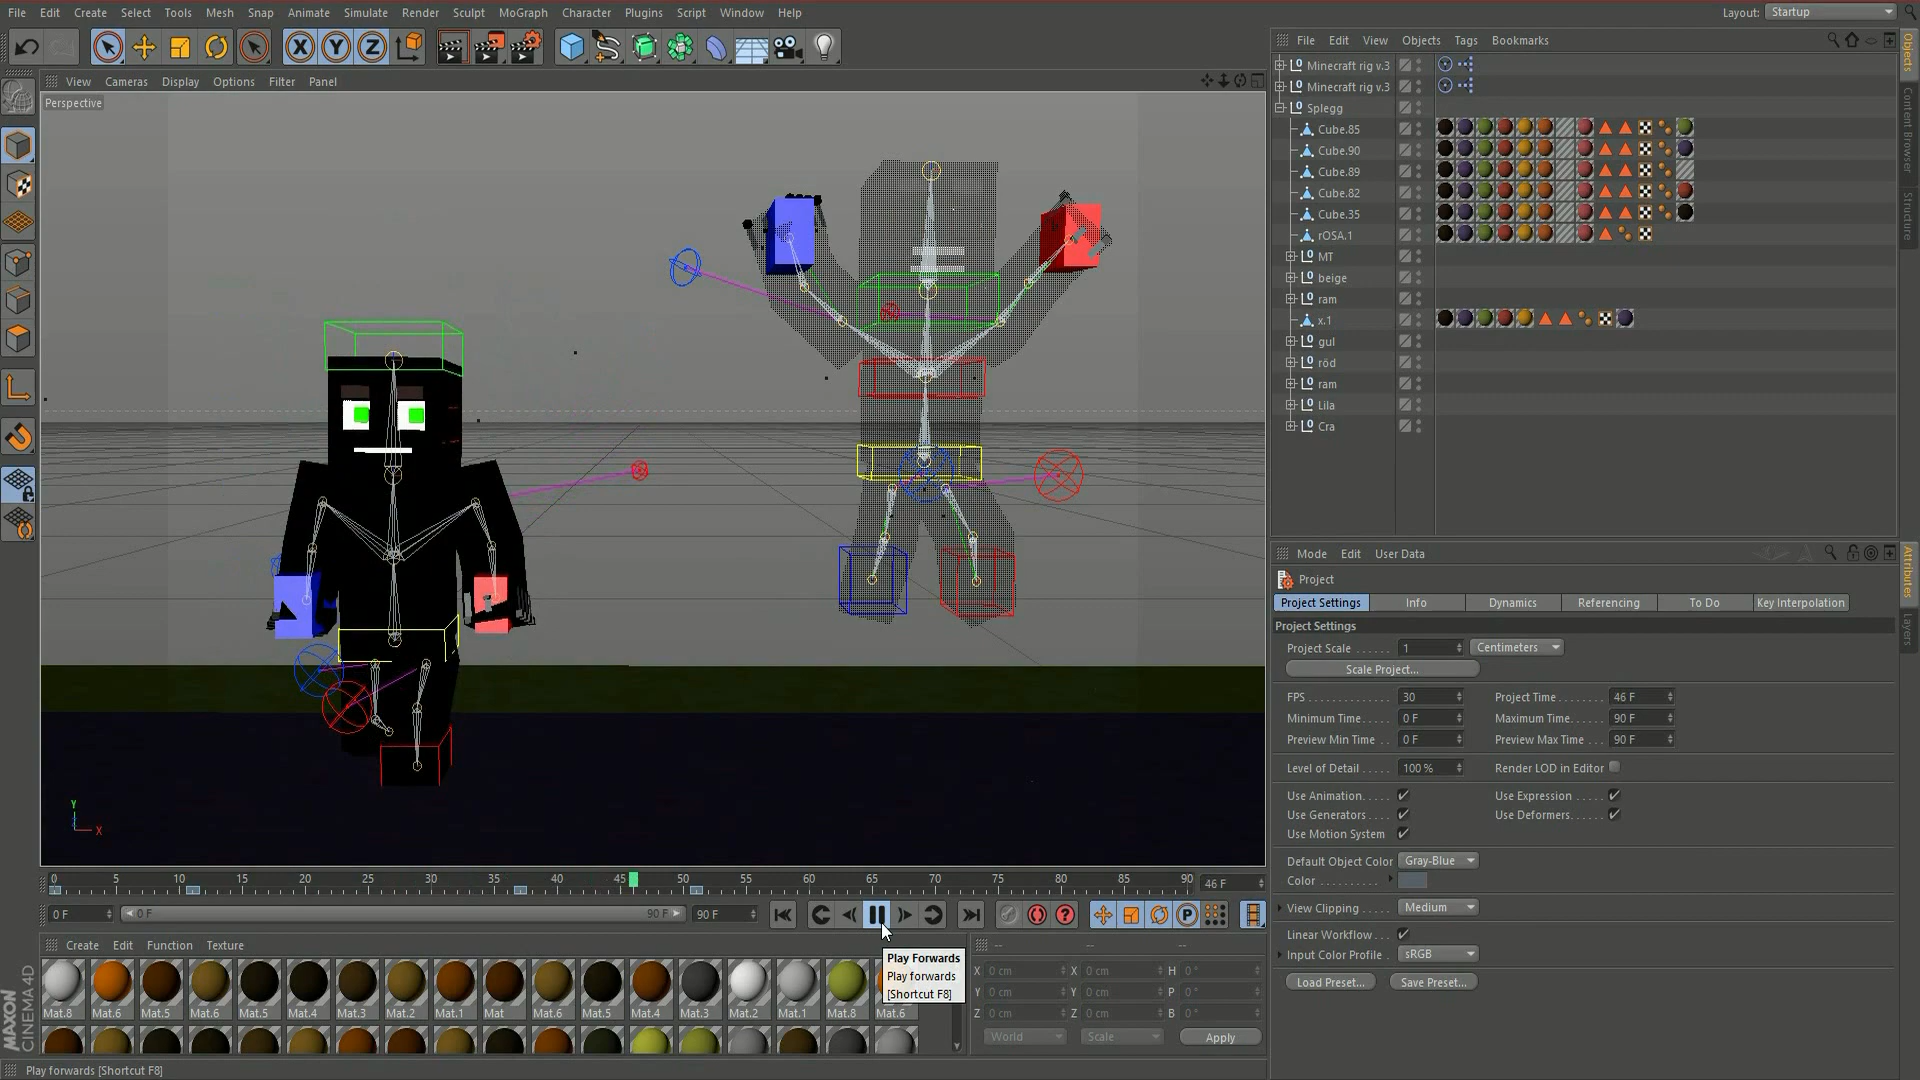 File Edit Create Select Tools Mesh Snap Animate Simulate Render Sculpt MoGraph Character Plugins Script Window Help Layout: Startup
File Edit View Objects Tags Bookmarks
View Cameras Display Options Filter Panel
Perspective
Minecraft rig v.3
Minecraft rig v.3
Splegg
Cube.85
Cube.90
Cube.89
Cube.82
Cube.35
rOSA.1
MT
beige
ram
x.1
gul
röd
ram
Lila
Cra
Objects
Content Browser
Structure
Mode Edit User Data
Project
Project Settings Info Dynamics Referencing To Do Key Interpolation
Project Settings
Project Scale 1 Centimeters
Scale Project...
FPS 30 Project Time 46 F
Minimum Time 0 F Maximum Time 90 F
Preview Min Time 0 F Preview Max Time 90 F
Level of Detail 100 % Render LOD in Editor
Use Animation Use Expression
Use Generators Use Deformers
Use Motion System
Default Object Color Gray-Blue
Color
View Clipping Medium
Linear Workflow
Input Color Profile sRGB
Load Preset... Save Preset...
Attributes
Layers
Y
Z X
0 5 10 15 20 25 30 35 40 45 50 55 60 65 70 75 80 85 90 46 F
0 F 0 F 90 F 90 F
Create Edit Function Texture
Play Forwards
Play forwards
[Shortcut F8]
Mat.8 Mat.6 Mat.5 Mat.6 Mat.5 Mat.4 Mat.3 Mat.2 Mat.1 Mat Mat.6 Mat.5 Mat.4 Mat.3 Mat.2 Mat.1 Mat.8 Mat.6
-- -- --
X 0 cm X 0 cm H 0 °
Y 0 cm Y 0 cm P 0 °
Z 0 cm Z 0 cm B 0 °
World Scale Apply
MAXON CINEMA4D
Play forwards [Shortcut F8]